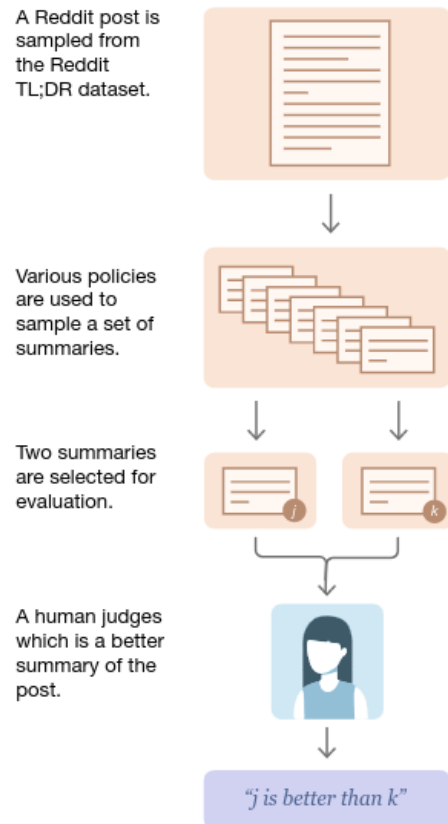 A Reddit post is
sampled from
the Reddit
TL;DR dataset.
Various policies
are used to
sample a set of
summaries.
Two summaries
are selected for
evaluation.
j
k
A human judges
which is a better
summary of the
post.
“j is better than k”